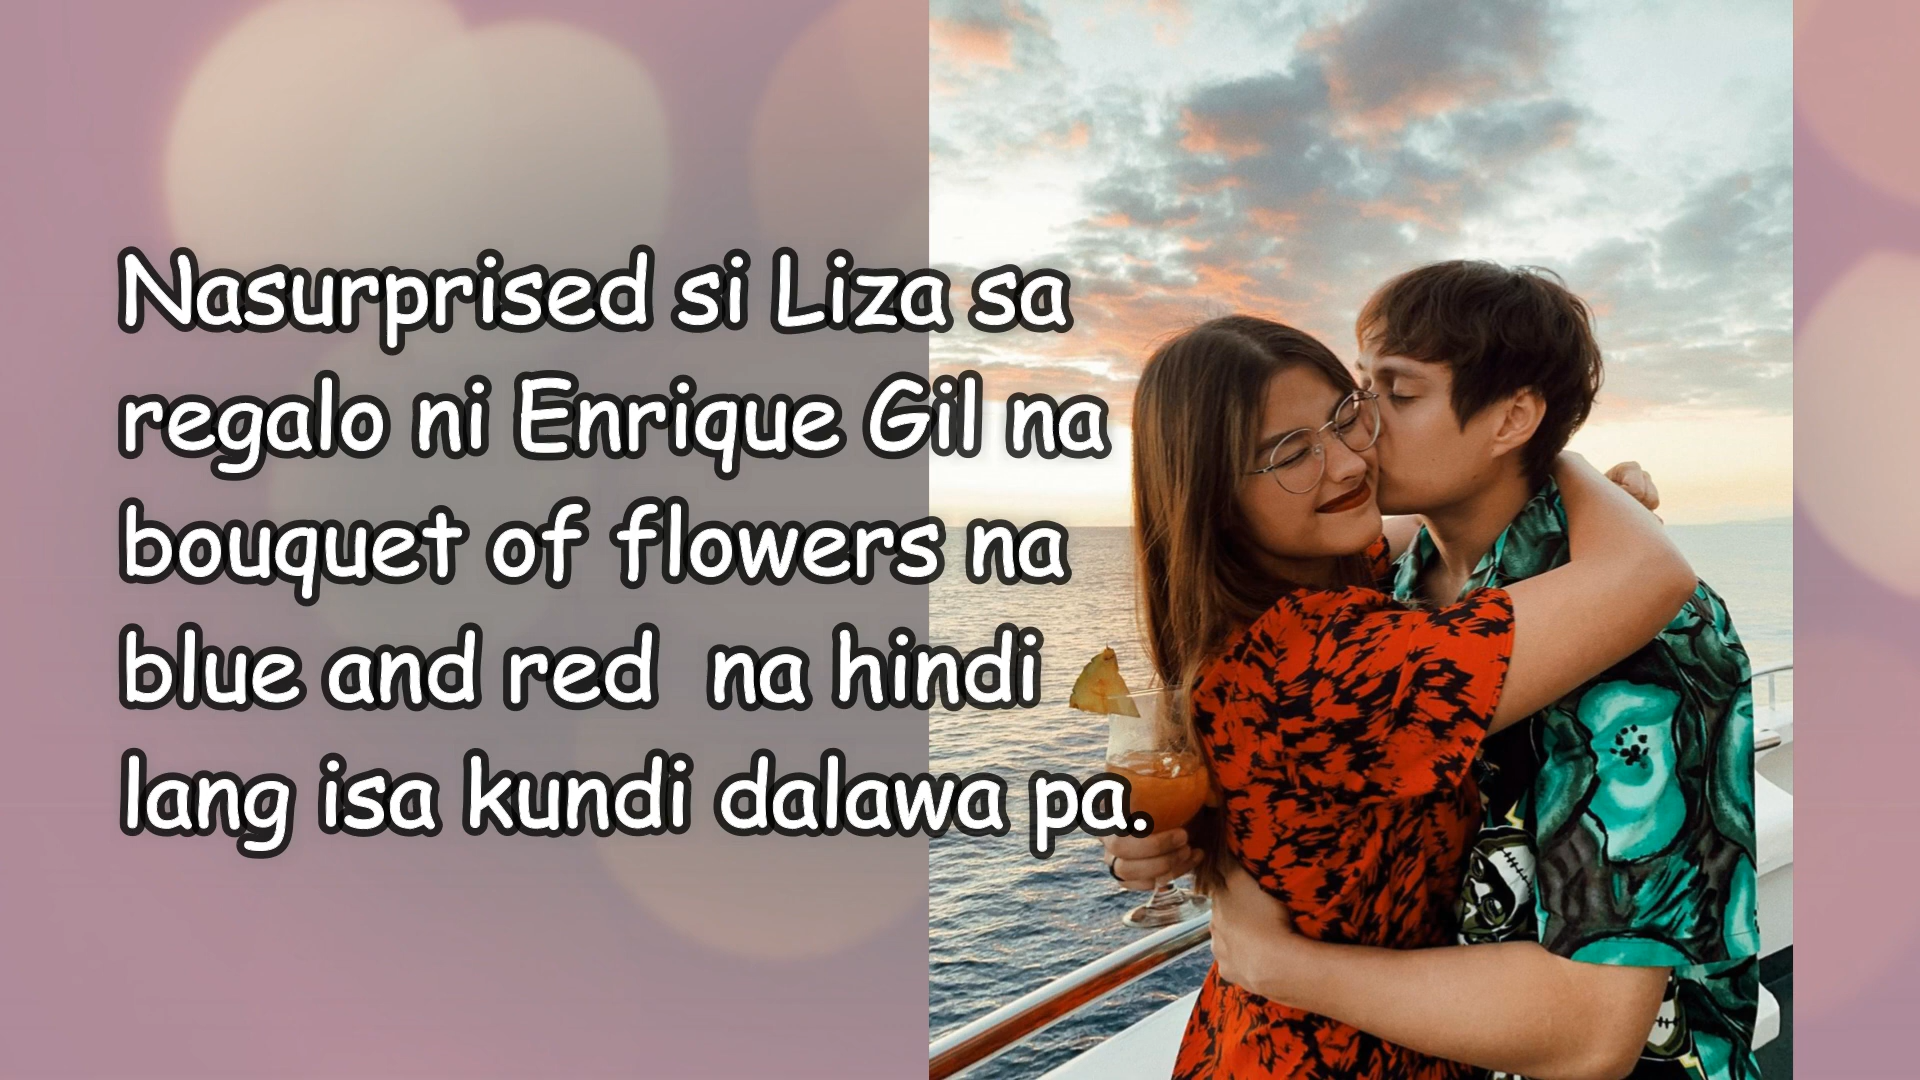 Nasurprised si Liza sa
regalo ni Enrique Gil na
bouquet of flowers na
blue and red  na hindi
lang isa kundi dalawa pa.